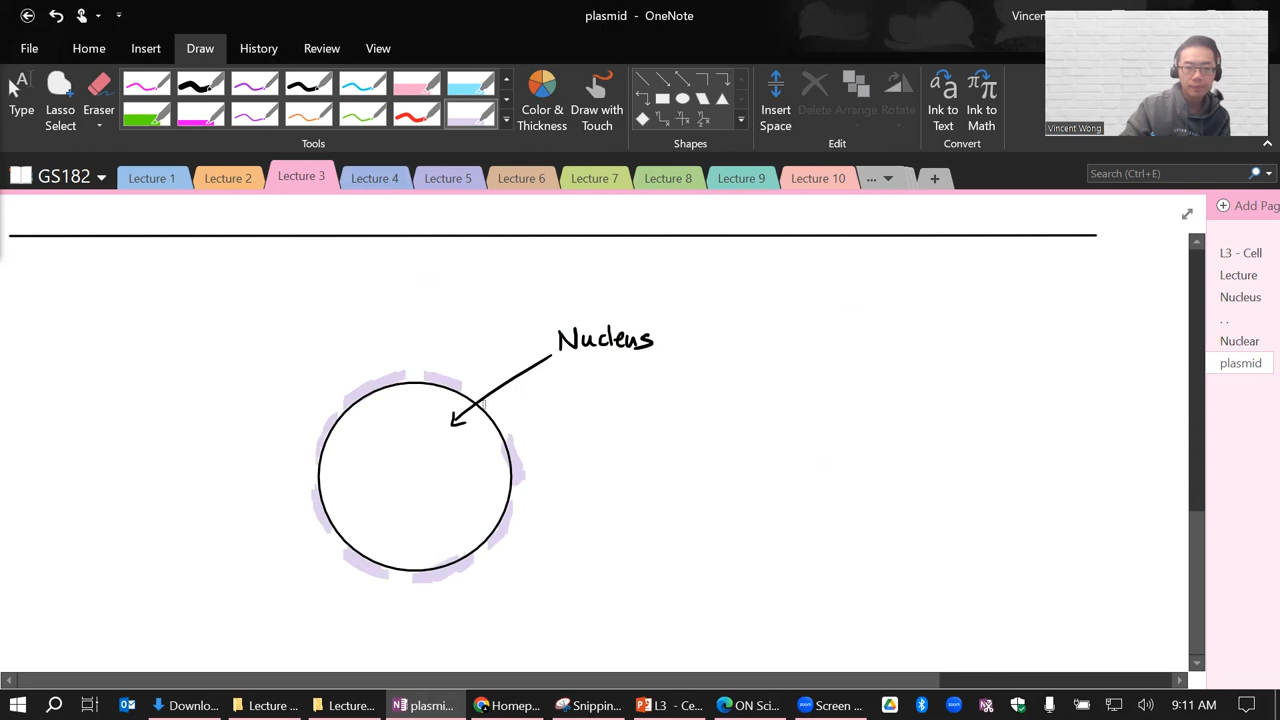 plasmid - OneNote
Vincent
File Home Insert Draw History Review View
Type
Lasso Select
Eraser
Color & Thickness
Draw with Touch
Insert Space
Delete Arrange Rotate
Ink to Text
Ink to Math
Tools Shapes Edit Convert
Vincent Wong
GS182
Lecture 1 Lecture 2 Lecture 3 Lecture 4 Lecture 5 Lecture 6 Lecture 7 Lecture 8 Lecture 9 Lecture 10 ...
Search (Ctrl+E)
Add Pag
L3 - Cell
Lecture
Nucleus
. .
Nuclear
plasmid
Nucleus
Downlo... Lecture ... Lecture... plasmi... Homep... Snippin... L3 - Ca... ON Sci... Screen ... 9:11 AM